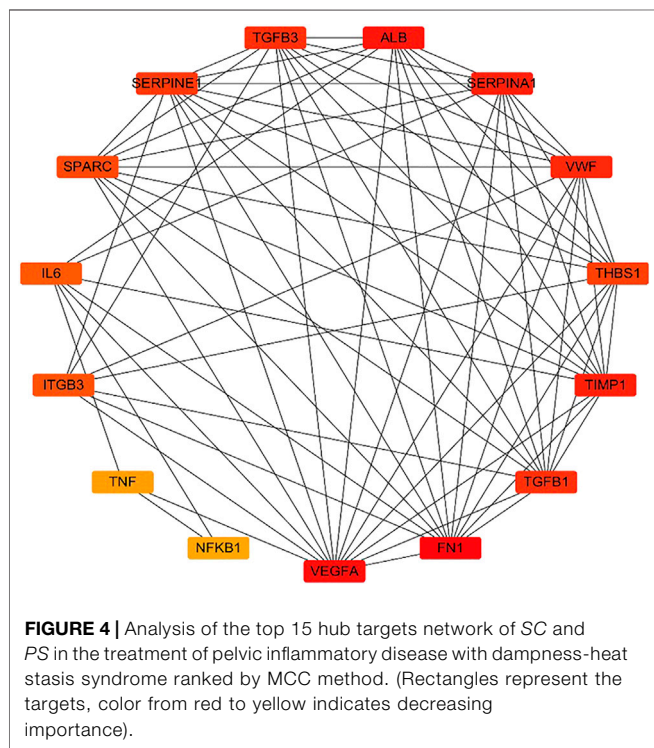 TGFB3 ALB
SERPINE1 SERPINA1
SPARC VWF
IL6 THBS1
ITGB3 TIMP1
TNF TGFB1
NFKB1 FN1
VEGFA
FIGURE 4 | Analysis of the top 15 hub targets network of SC and
PS in the treatment of pelvic inflammatory disease with dampness-heat
stasis syndrome ranked by MCC method. (Rectangles represent the
targets, color from red to yellow indicates decreasing
importance).